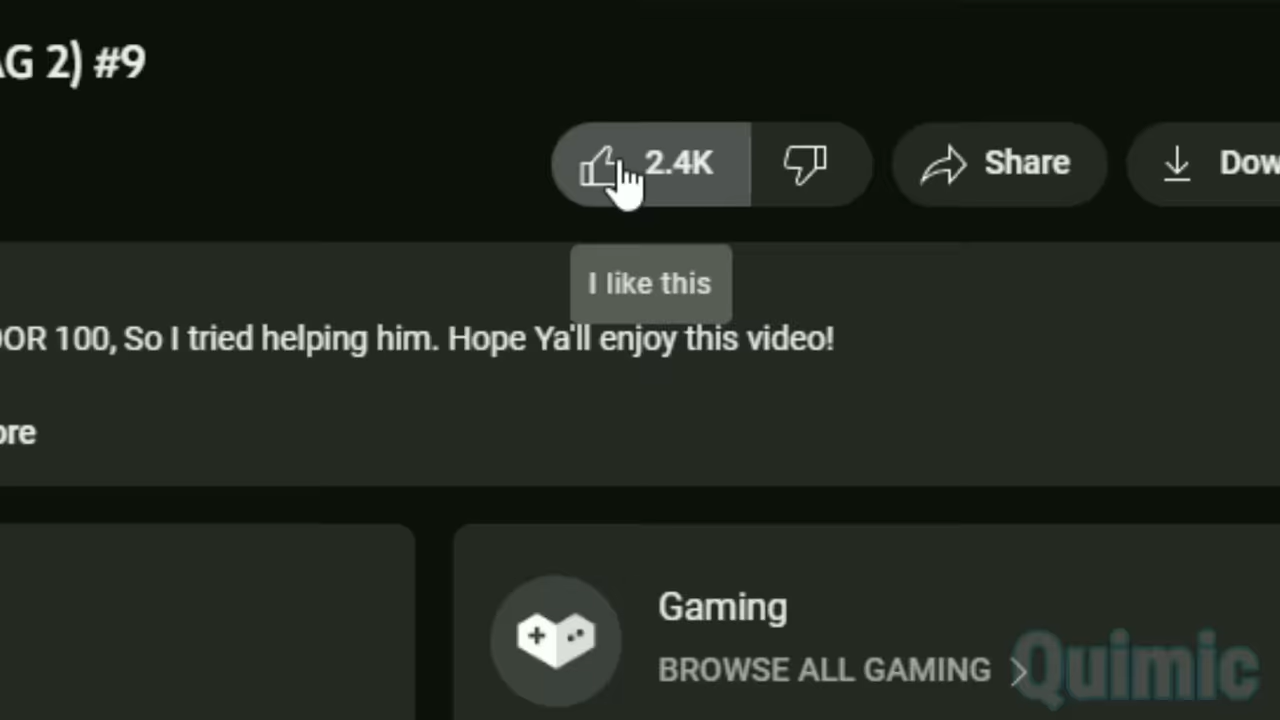 AG 2) #9
2.4K
Share
Dow
I like this
OOR 100, So I tried helping him. Hope Ya'll enjoy this video!
ore
Gaming
BROWSE ALL GAMING
Quimic